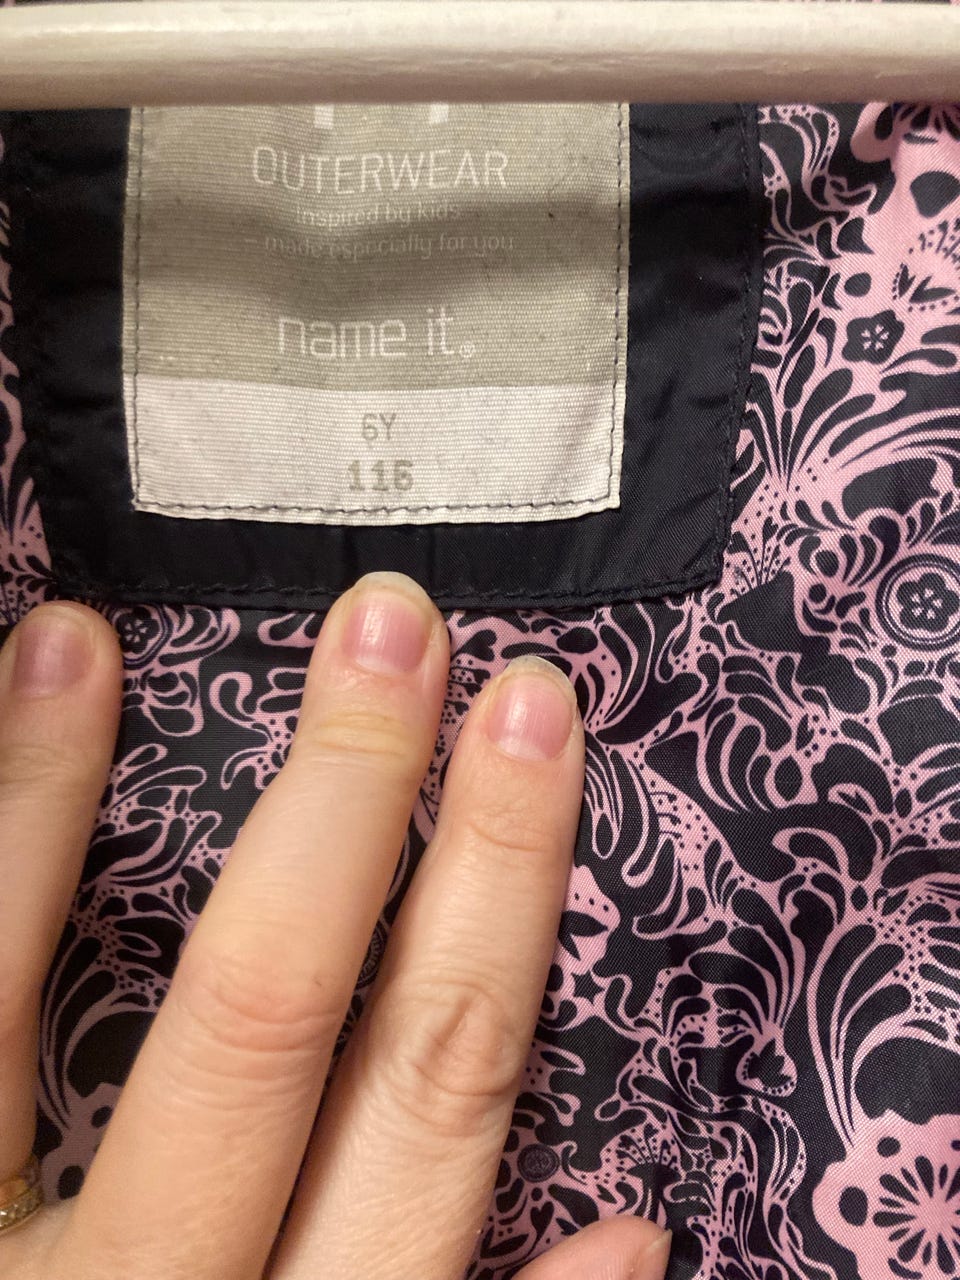 OUTERWEAR
inspired by kids
made especially for you
name it®
6Y
116